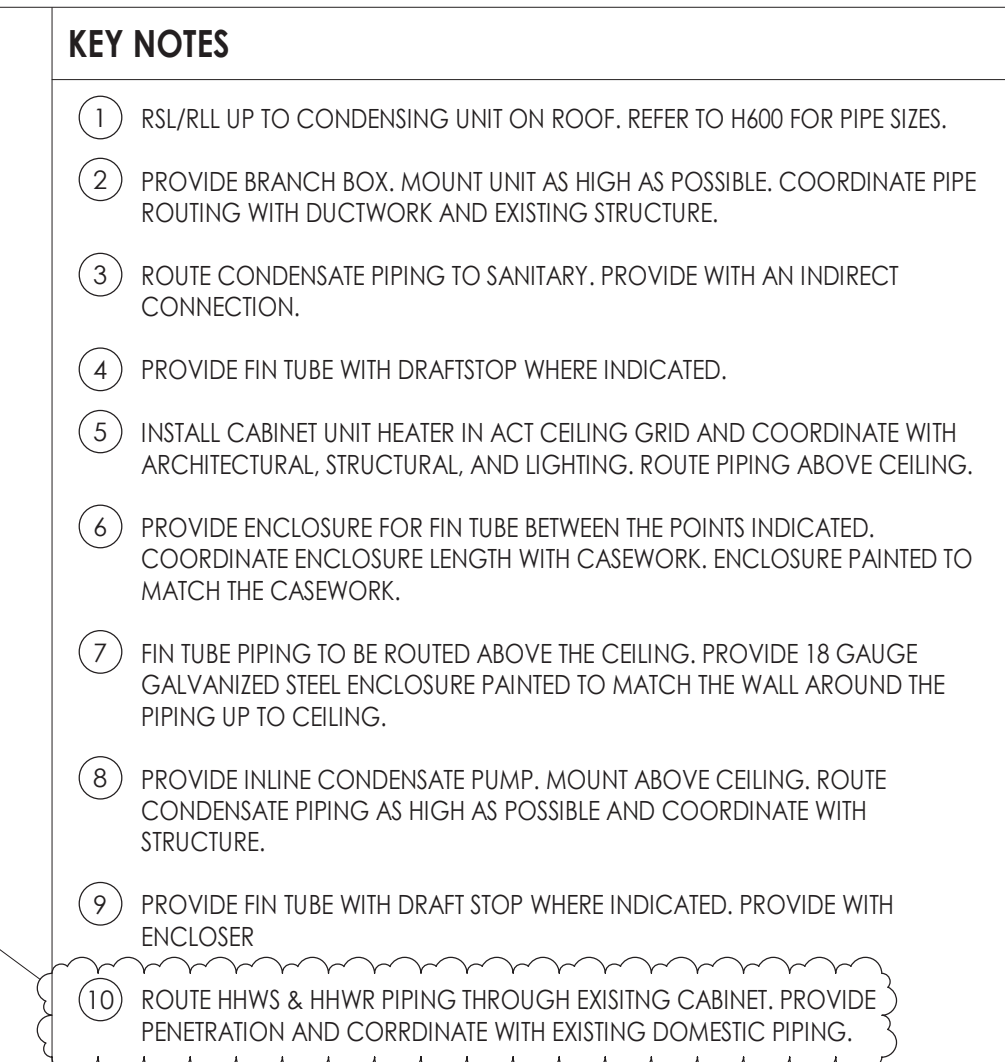 KEY NOTES
1 RSL/RLL UP TO CONDENSING UNIT ON ROOF. REFER TO H600 FOR PIPE SIZES.
2 PROVIDE BRANCH BOX. MOUNT UNIT AS HIGH AS POSSIBLE. COORDINATE PIPE
ROUTING WITH DUCTWORK AND EXISTING STRUCTURE.
3 ROUTE CONDENSATE PIPING TO SANITARY. PROVIDE WITH AN INDIRECT
CONNECTION.
4 PROVIDE FIN TUBE WITH DRAFTSTOP WHERE INDICATED.
5 INSTALL CABINET UNIT HEATER IN ACT CEILING GRID AND COORDINATE WITH
ARCHITECTURAL, STRUCTURAL, AND LIGHTING. ROUTE PIPING ABOVE CEILING.
6 PROVIDE ENCLOSURE FOR FIN TUBE BETWEEN THE POINTS INDICATED.
COORDINATE ENCLOSURE LENGTH WITH CASEWORK. ENCLOSURE PAINTED TO
MATCH THE CASEWORK.
7 FIN TUBE PIPING TO BE ROUTED ABOVE THE CEILING. PROVIDE 18 GAUGE
GALVANIZED STEEL ENCLOSURE PAINTED TO MATCH THE WALL AROUND THE
PIPING UP TO CEILING.
8 PROVIDE INLINE CONDENSATE PUMP. MOUNT ABOVE CEILING. ROUTE
CONDENSATE PIPING AS HIGH AS POSSIBLE AND COORDINATE WITH
STRUCTURE.
9 PROVIDE FIN TUBE WITH DRAFT STOP WHERE INDICATED. PROVIDE WITH
ENCLOSER
10 ROUTE HHWS & HHWR PIPING THROUGH EXISITNG CABINET. PROVIDE
PENETRATION AND CORRDINATE WITH EXISTING DOMESTIC PIPING.